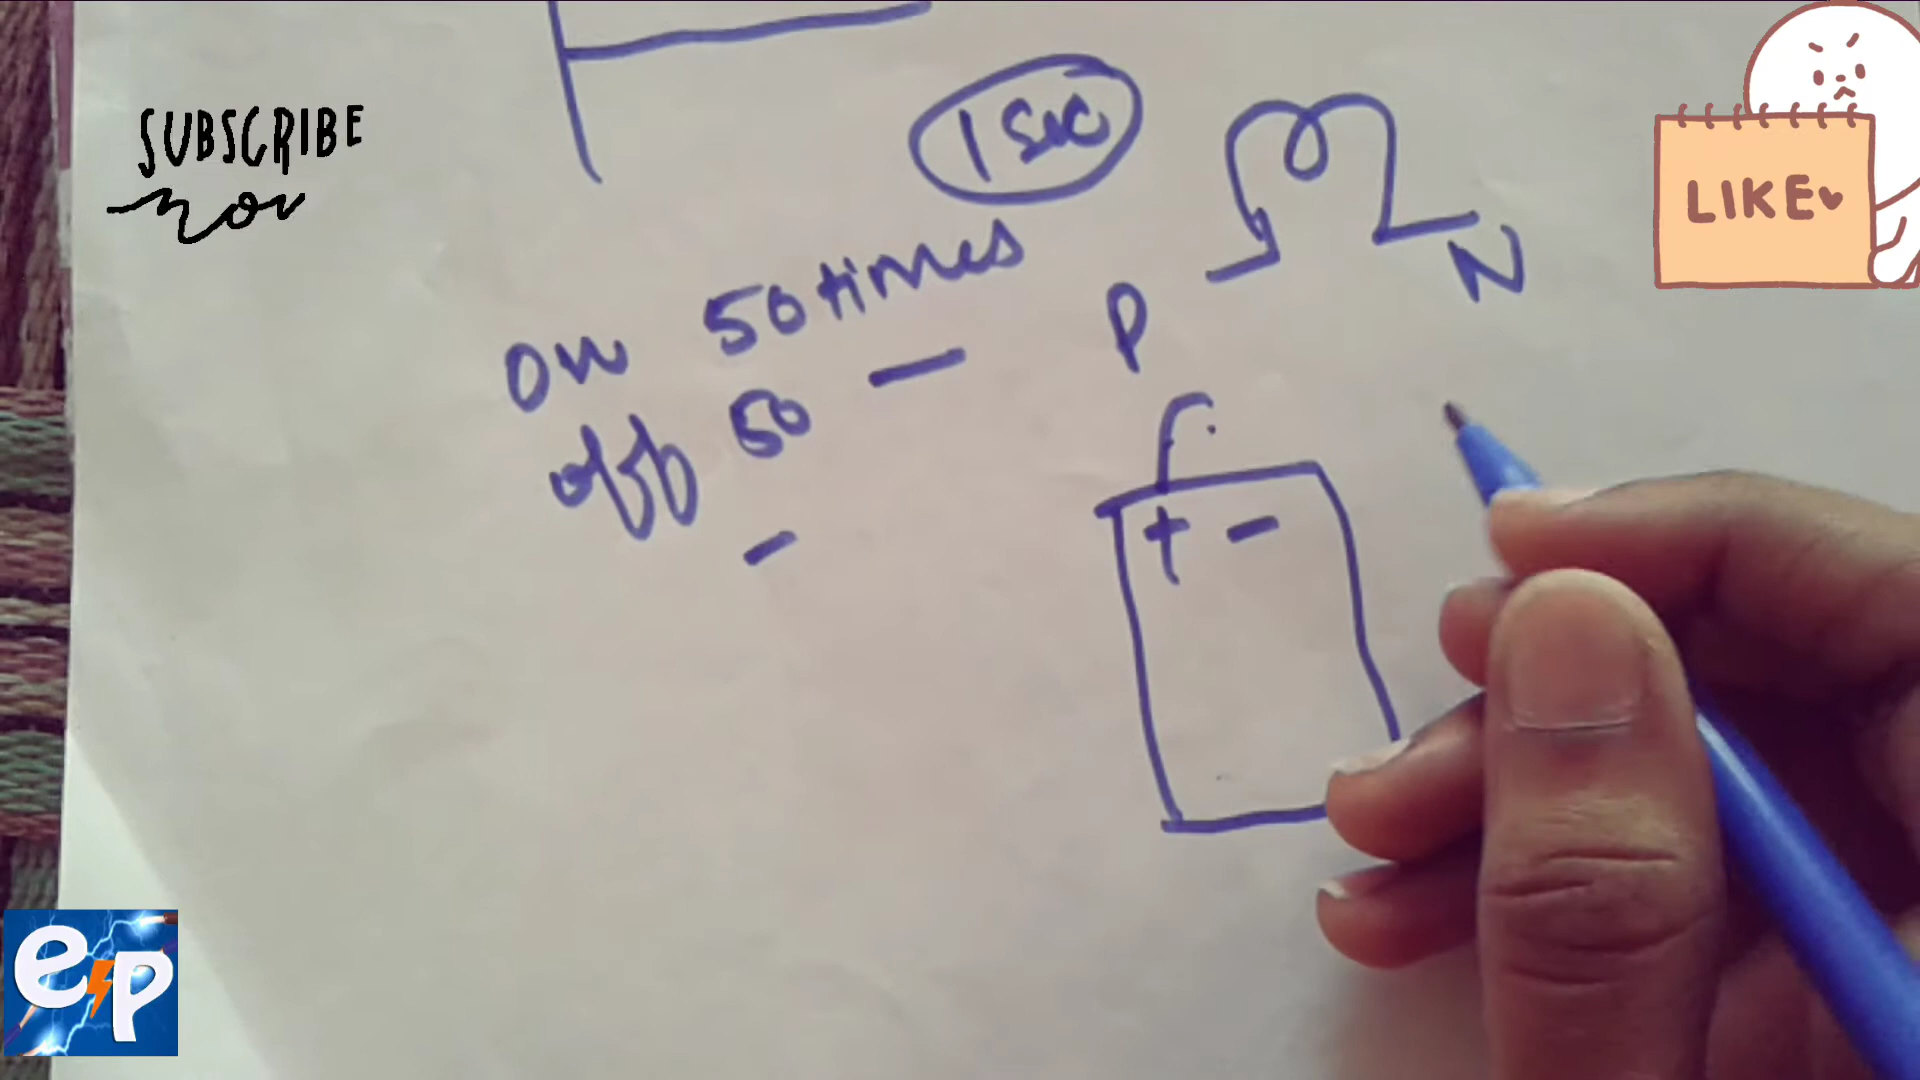 SUBSCRIBE
now
LIKE
1 sec
on 50 times
off 50
P
N
+ -
ep